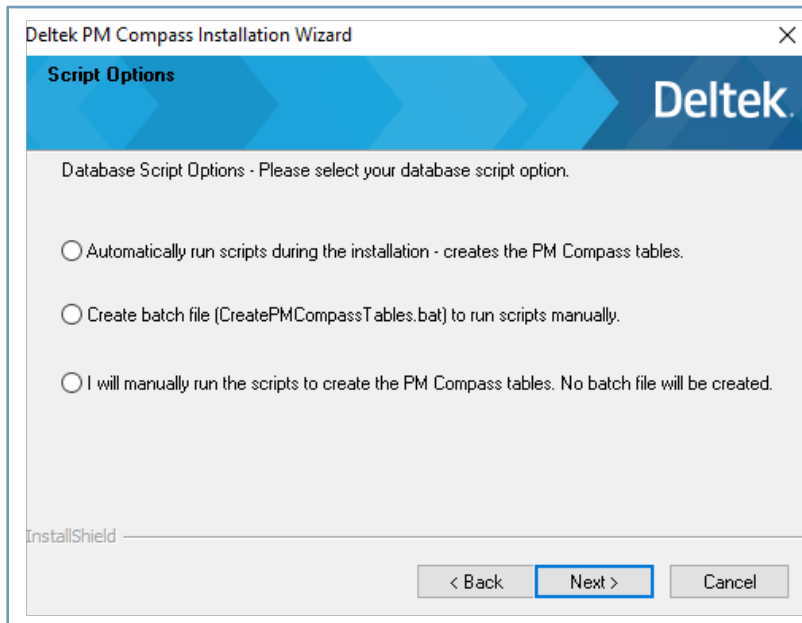 Deltek PM Compass Installation Wizard
Script Options
Deltek.
Database Script Options - Please select your database script option.
Automatically run scripts during the installation - creates the PM Compass tables.
Create batch file (CreatePMCompassTables.bat) to run scripts manually.
I will manually run the scripts to create the PM Compass tables. No batch file will be created.
InstallShield
< Back Next > Cancel